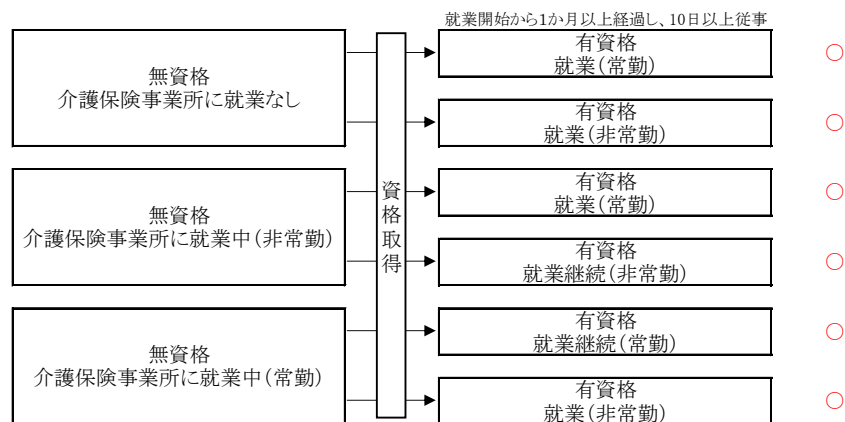 就業開始から1か月以上経過し、10日以上従事
無資格
介護保険事業所に就業なし
有資格
就業(常勤)
○
有資格
就業(非常勤)
○
資格取得
無資格
介護保険事業所に就業中(非常勤)
有資格
就業(常勤)
○
有資格
就業継続(非常勤)
○
無資格
介護保険事業所に就業中(常勤)
有資格
就業継続(常勤)
○
有資格
就業(非常勤)
○